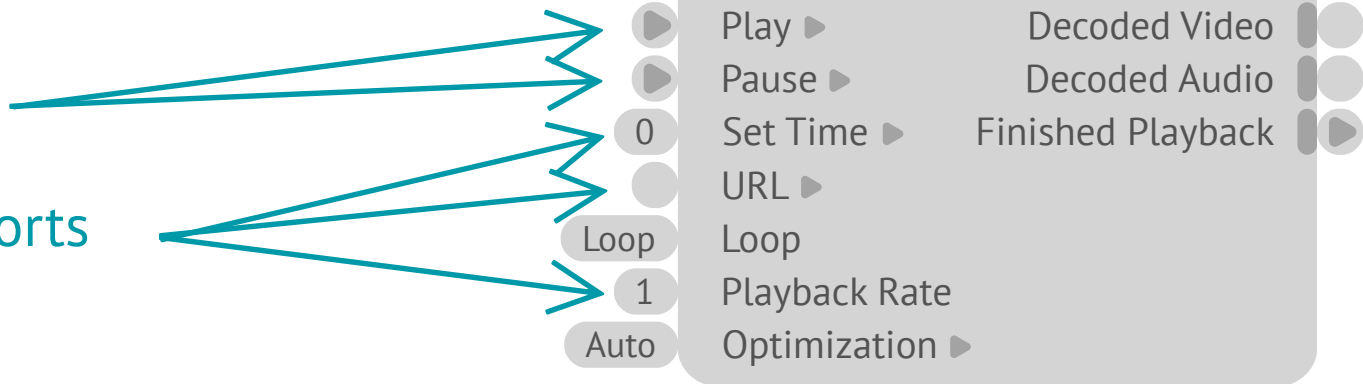 Play Decoded Video
Pause Decoded Audio
0 Set Time Finished Playback
URL
orts
Loop Loop
1 Playback Rate
Auto Optimization